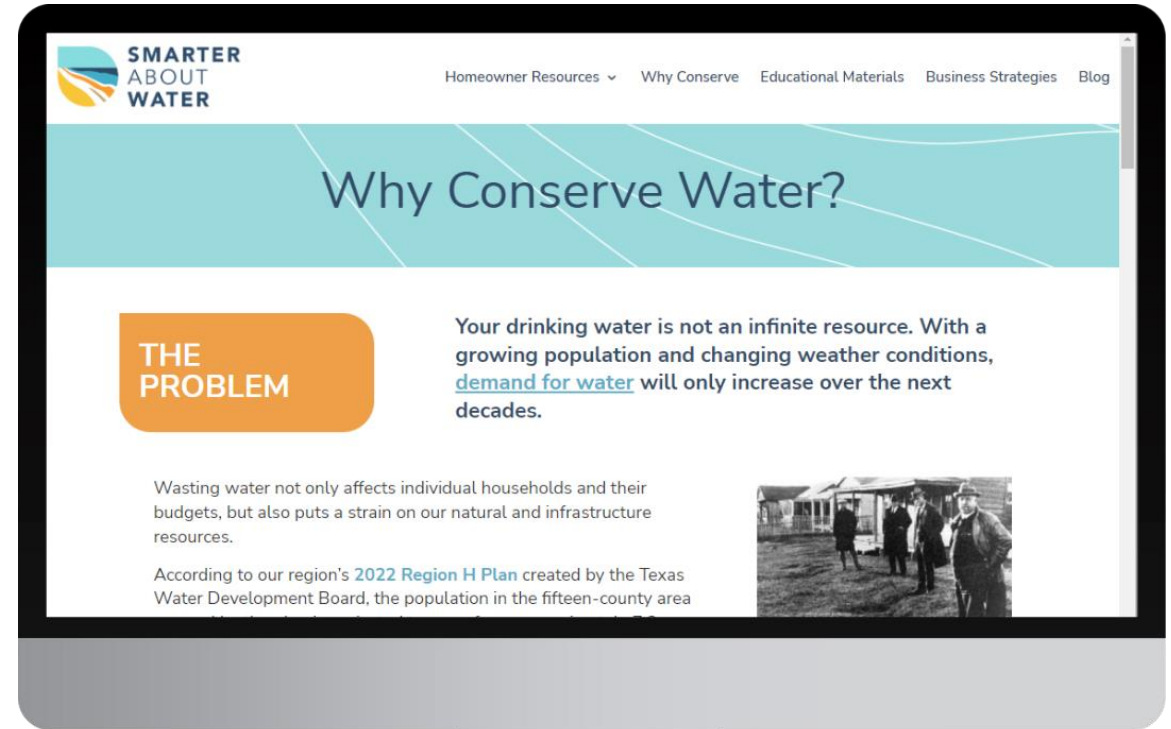 SMARTER
ABOUT
WATER
Homeowner Resources Why Conserve Educational Materials Business Strategies Blog
Why Conserve Water?
THE
PROBLEM
Your drinking water is not an infinite resource. With a
growing population and changing weather conditions,
demand for water will only increase over the next
decades.
Wasting water not only affects individual households and their
budgets, but also puts a strain on our natural and infrastructure
resources.
According to our region's 2022 Region H Plan created by the Texas
Water Development Board, the population in the fifteen-county area